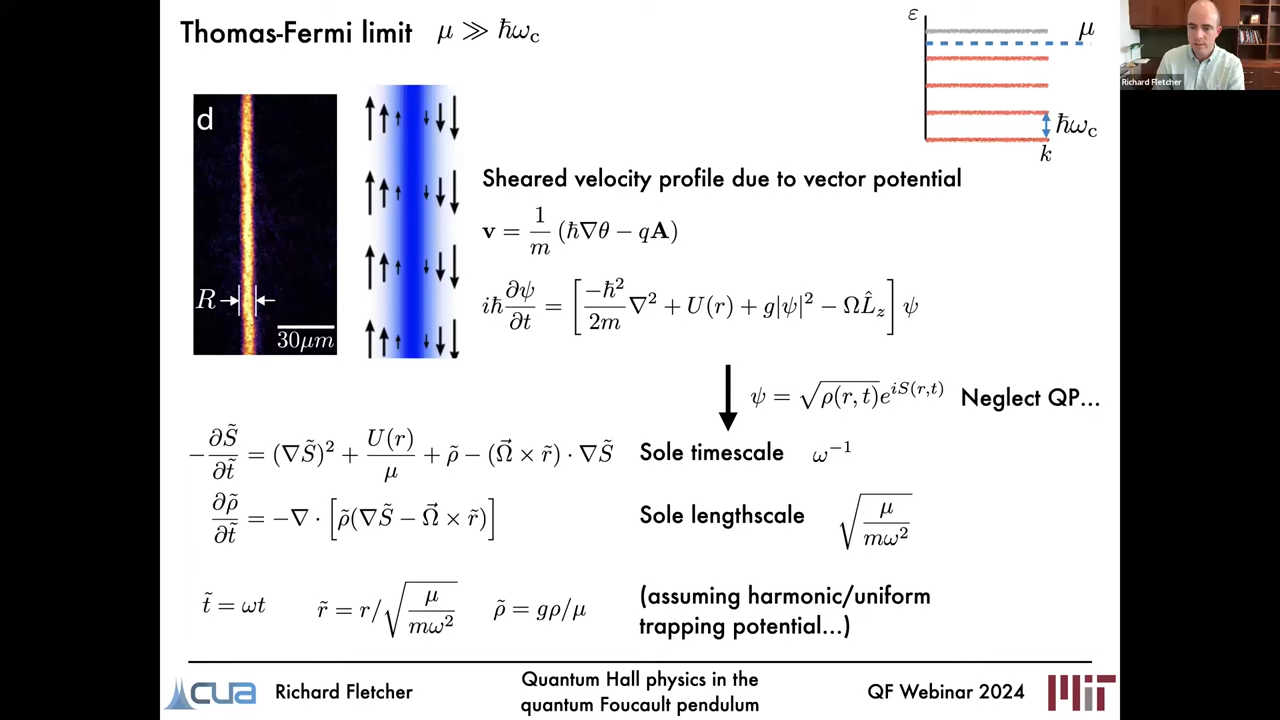 Thomas-Fermi limit μ ≫ ℏω_c
ε
μ
ℏω_c
k
Richard Fletcher
d
R
30μm
Sheared velocity profile due to vector potential
v = 1/m (ℏ∇θ − qA)
iℏ ∂ψ/∂t = [−ℏ²/2m ∇² + U(r) + g|ψ|² − ΩL̂_z] ψ
ψ = √ρ(r,t) e^{iS(r,t)} Neglect QP...
−∂S̃/∂t̃ = (∇S̃)² + U(r)/μ + ρ̃ − (Ω⃗ × r̃) · ∇S̃
Sole timescale ω⁻¹
∂ρ̃/∂t̃ = −∇ · [ρ̃(∇S̃ − Ω⃗ × r̃)]
Sole lengthscale √(μ/mω²)
t̃ = ωt r̃ = r/√(μ/mω²) ρ̃ = gρ/μ
(assuming harmonic/uniform
trapping potential...)
CUA
Richard Fletcher
Quantum Hall physics in the
quantum Foucault pendulum
QF Webinar 2024
MIT